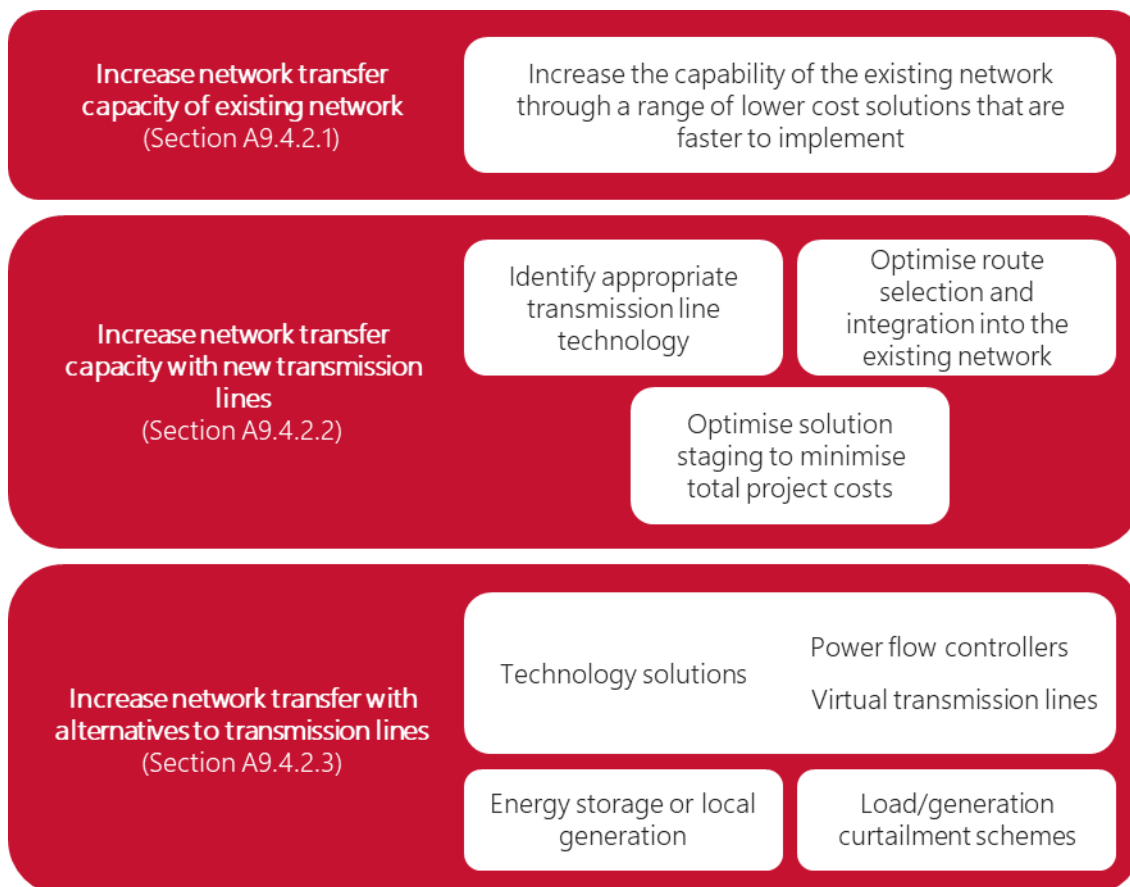 Increase network transfer
capacity of existing network
(Section A9.4.2.1)
Increase the capability of the existing network
through a range of lower cost solutions that are
faster to implement
Increase network transfer
capacity with new transmission
lines
(Section A9.4.2.2)
Identify appropriate
transmission line
technology
Optimise route
selection and
integration into the
existing network
Optimise solution
staging to minimise
total project costs
Increase network transfer with
alternatives to transmission lines
(Section A9.4.2.3)
Technology solutions
Power flow controllers
Virtual transmission lines
Energy storage or local
generation
Load/generation
curtailment schemes